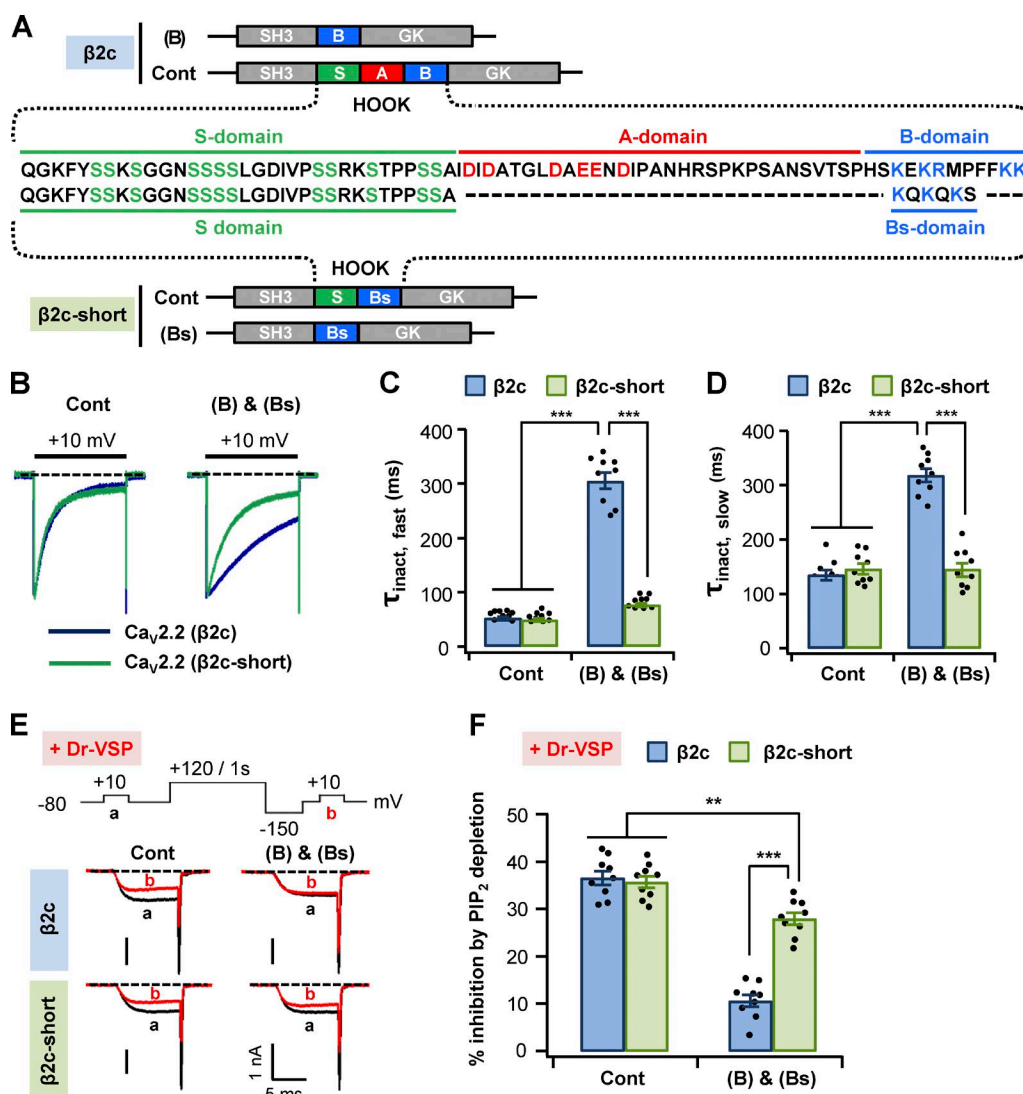 A
β2c
(B)
SH3 B GK
Cont
SH3 S A B GK
HOOK
S-domain A-domain B-domain
QGKFYSSKSGGNSSSSLGDIVPSSRKSTPPSSAIDIDATGLDAEENDIPANHRSPKPSANSVTSPHSKEKRMPFFKK
QGKFYSSKSGGNSSSSLGDIVPSSRKSTPPSSA KQKQKS
S domain Bs-domain
HOOK
β2c-short
Cont
SH3 S Bs GK
(Bs)
SH3 Bs GK
B
Cont (B) & (Bs)
+10 mV +10 mV
CaV2.2 (β2c)
CaV2.2 (β2c-short)
C
β2c β2c-short
*** ***
τinact, fast (ms)
400
300
200
100
0
Cont (B) & (Bs)
D
β2c β2c-short
*** ***
τinact, slow (ms)
400
300
200
100
0
Cont (B) & (Bs)
E
+ Dr-VSP
+120 / 1s
+10 +10
-80 mV
a b
-150
Cont (B) & (Bs)
β2c
b b
a a
β2c-short
b b
a a
1 nA
5 ms
F
+ Dr-VSP
β2c β2c-short
**
***
% inhibition by PIP2 depletion
50
40
30
20
10
0
Cont (B) & (Bs)